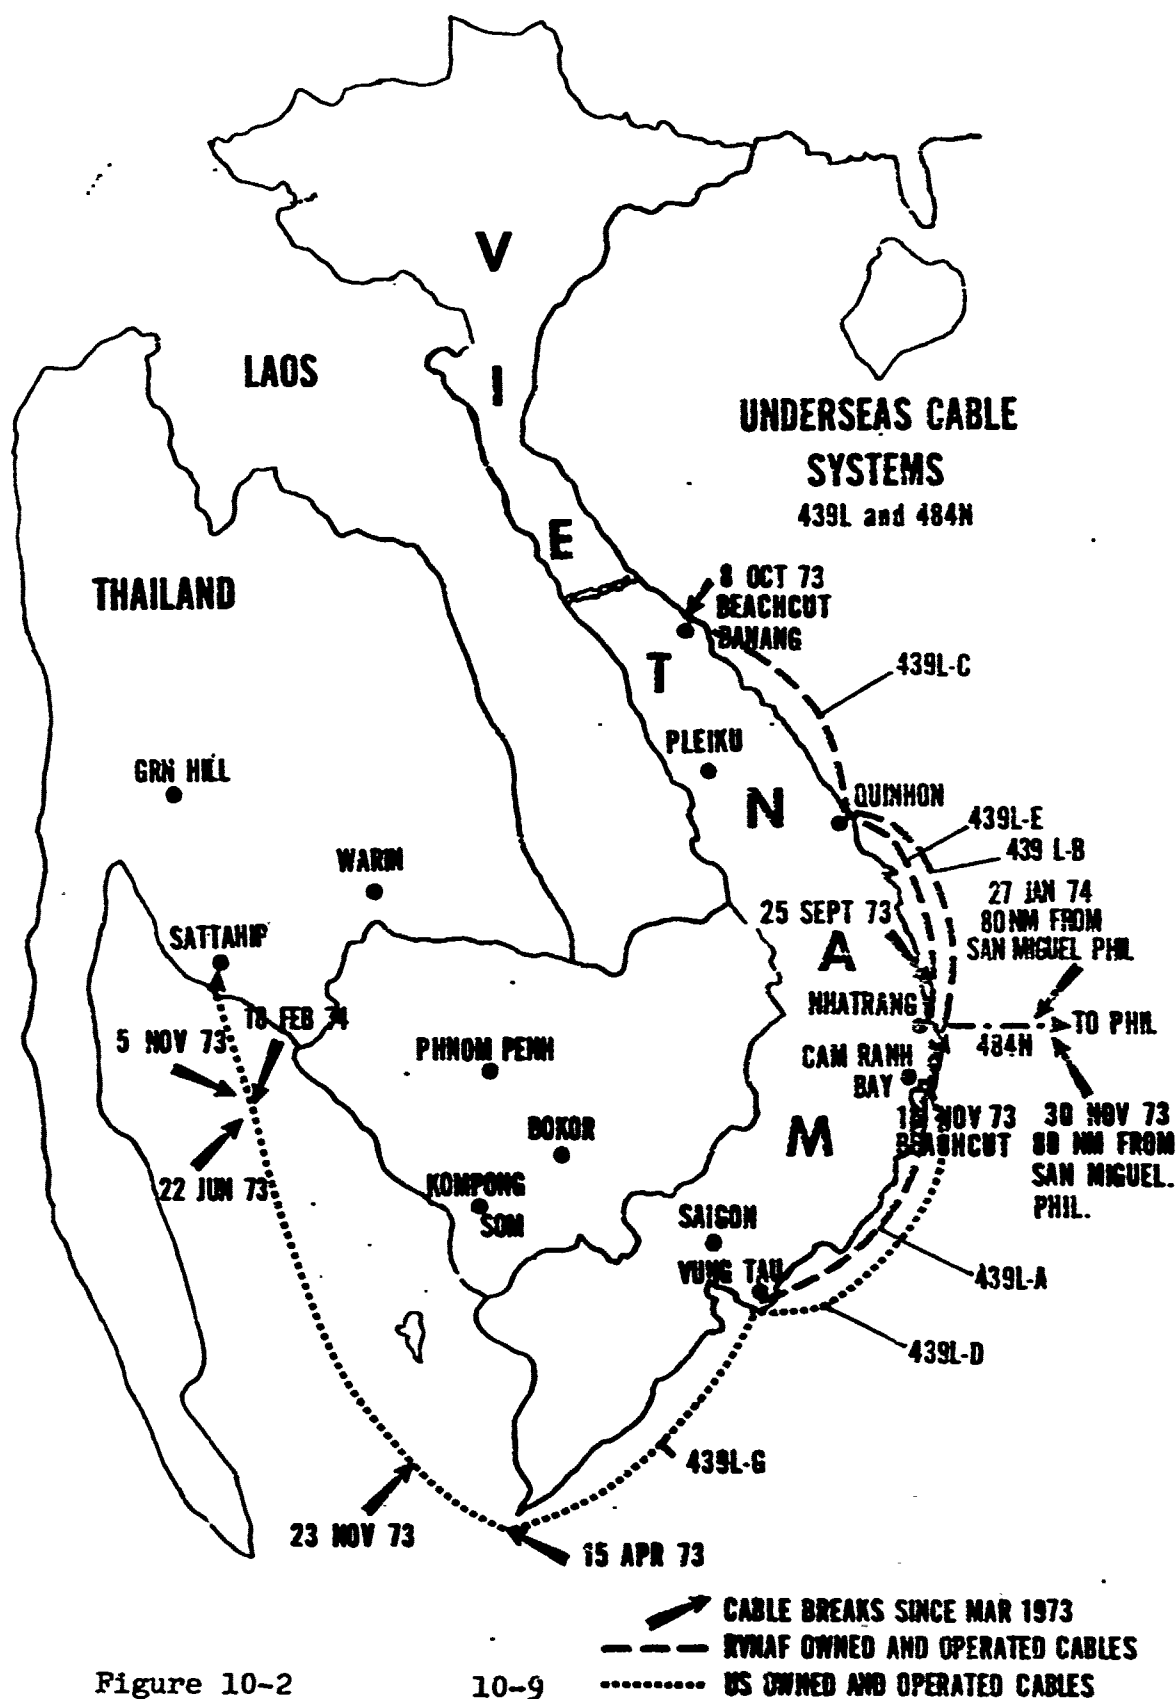 V
I
E
T
N
A
M
LAOS
THAILAND
UNDERSEAS CABLE
SYSTEMS
439L and 484N
8 OCT 73
BEACHCUT
DANANG
439L-C
PLEIKU
GRN HILL
QUINHON
439L-E
439 L-B
WARIN
27 JAN 74
80 NM FROM
SAN MIGUEL PHIL
25 SEPT 73
SATTAHIP
NHATRANG
18 FEB 74
5 NOV 73
TO PHIL
484N
PHNOM PENH
CAM RANH
BAY
NOV 73
BEACHCUT
30 NOV 73
80 NM FROM
SAN MIGUEL.
PHIL.
BOKOR
22 JUN 73
KOMPONG
SOM
SAIGON
VUNG TAU
439L-A
439L-D
439L-G
23 NOV 73
15 APR 73
CABLE BREAKS SINCE MAR 1973
RVNAF OWNED AND OPERATED CABLES
US OWNED AND OPERATED CABLES
Figure 10-2
10-9